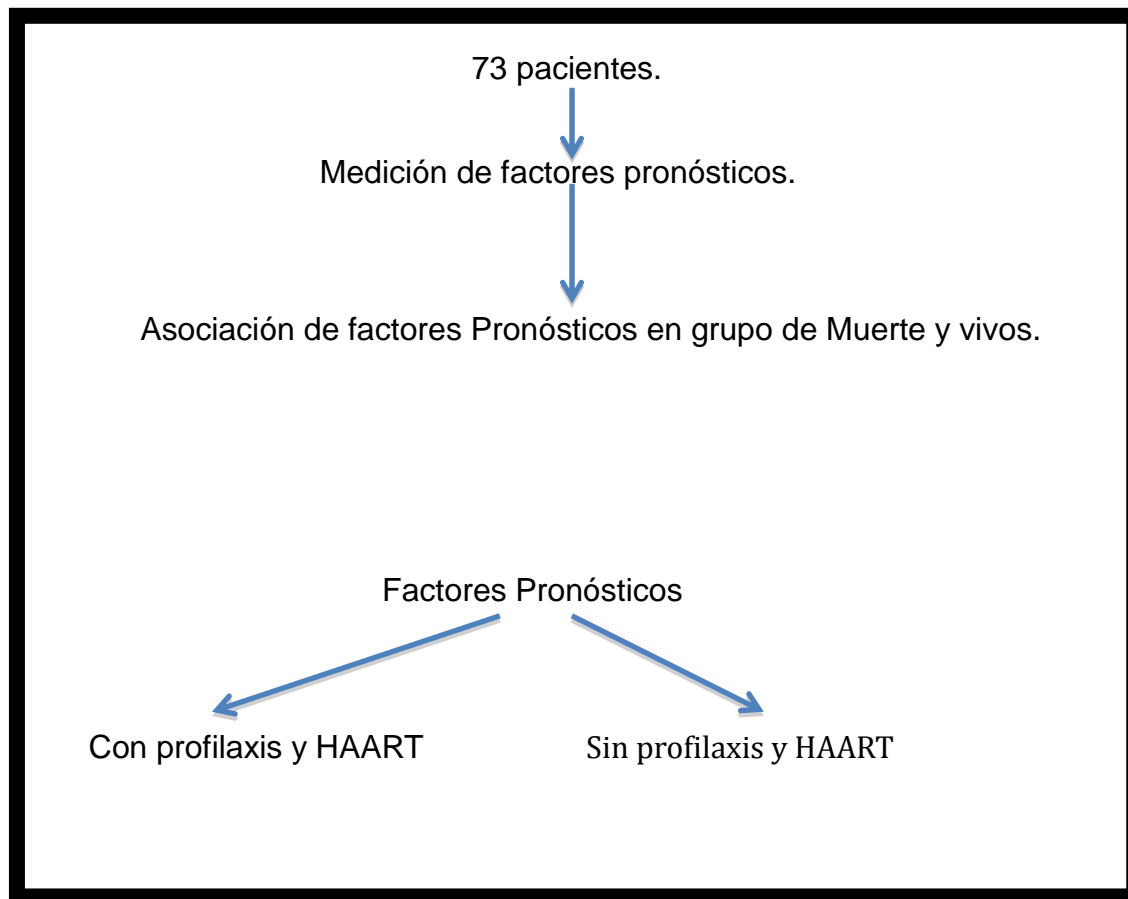 73 pacientes.
Medición de factores pronósticos.
Asociación de factores Pronósticos en grupo de Muerte y vivos.
Factores Pronósticos
Con profilaxis y HAART
Sin profilaxis y HAART